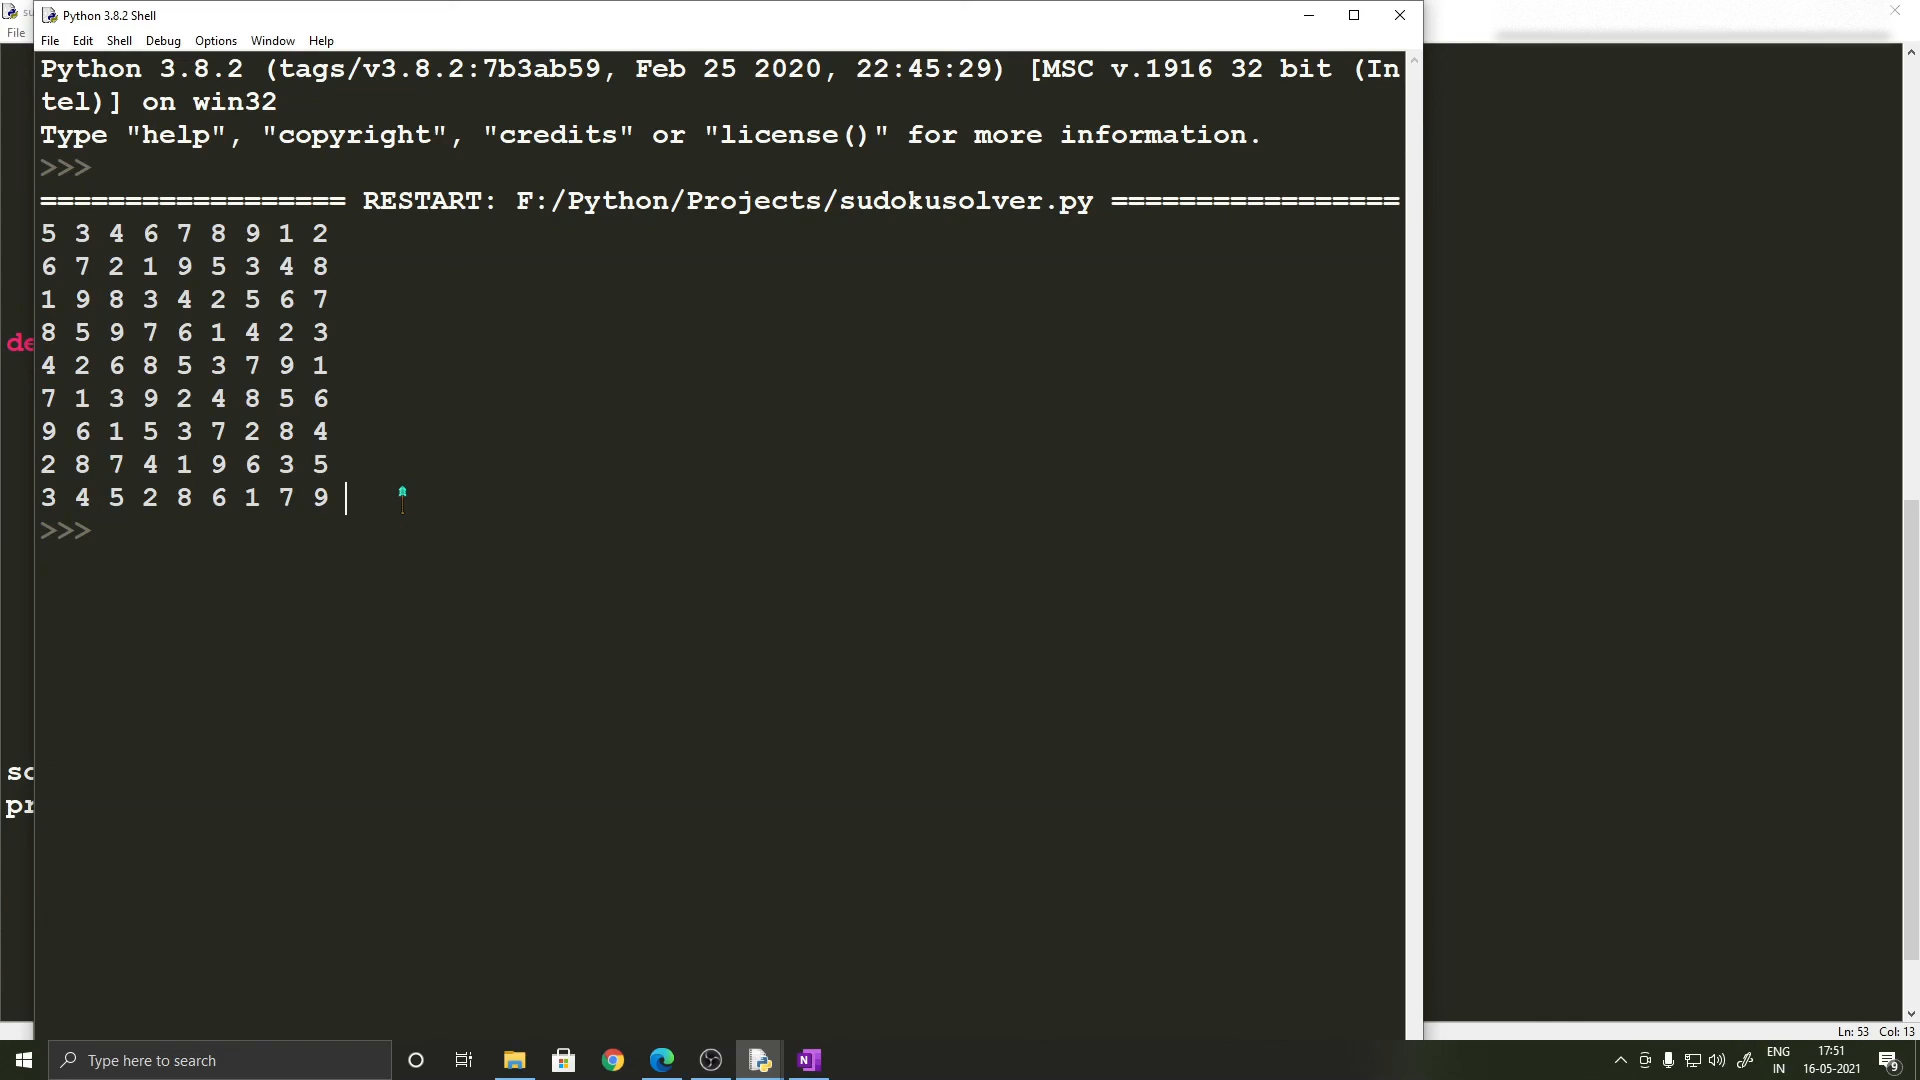 Python 3.8.2 Shell
File Edit Shell Debug Options Window Help
File
Python 3.8.2 (tags/v3.8.2:7b3ab59, Feb 25 2020, 22:45:29) [MSC v.1916 32 bit (In
tel)] on win32
Type "help", "copyright", "credits" or "license()" for more information.
>>>
================== RESTART: F:/Python/Projects/sudokusolver.py =================
5 3 4 6 7 8 9 1 2
6 7 2 1 9 5 3 4 8
1 9 8 3 4 2 5 6 7
8 5 9 7 6 1 4 2 3
4 2 6 8 5 3 7 9 1
7 1 3 9 2 4 8 5 6
9 6 1 5 3 7 2 8 4
2 8 7 4 1 9 6 3 5
3 4 5 2 8 6 1 7 9
>>>
de
so
pr
Ln: 53 Col: 13
Type here to search
N
ENG
IN
17:51
16-05-2021
9